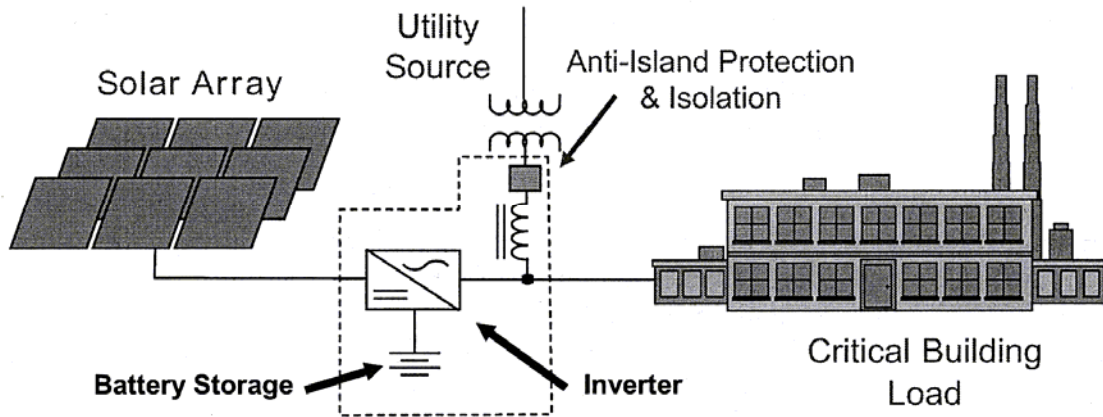 Utility
Source
Anti-Island Protection
& Isolation
Solar Array
Battery Storage
Inverter
Critical Building
Load